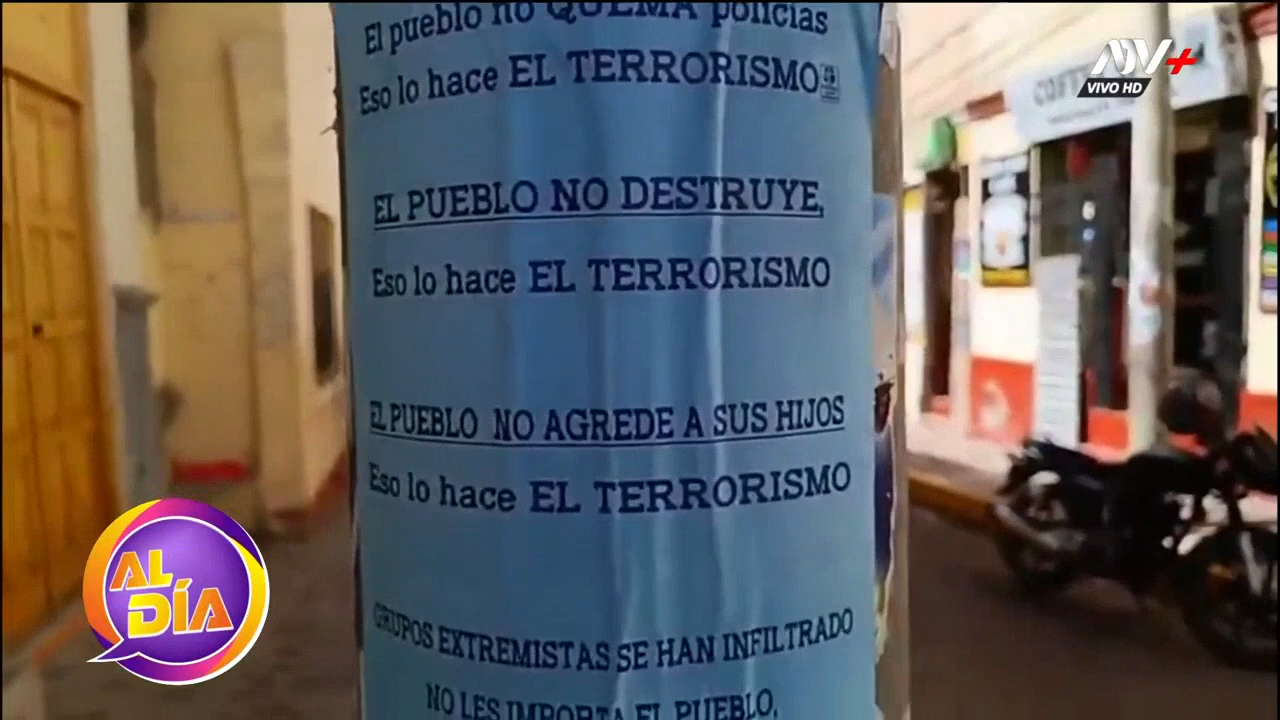 El pueblo no QUEMA policías
Eso lo hace EL TERRORISMO
EL PUEBLO NO DESTRUYE,
Eso lo hace EL TERRORISMO
EL PUEBLO NO AGREDE A SUS HIJOS
Eso lo hace EL TERRORISMO
GRUPOS EXTREMISTAS SE HAN INFILTRADO
NO LES IMPORTA EL PUEBLO,
ATV+
VIVO HD
AL
DÍA